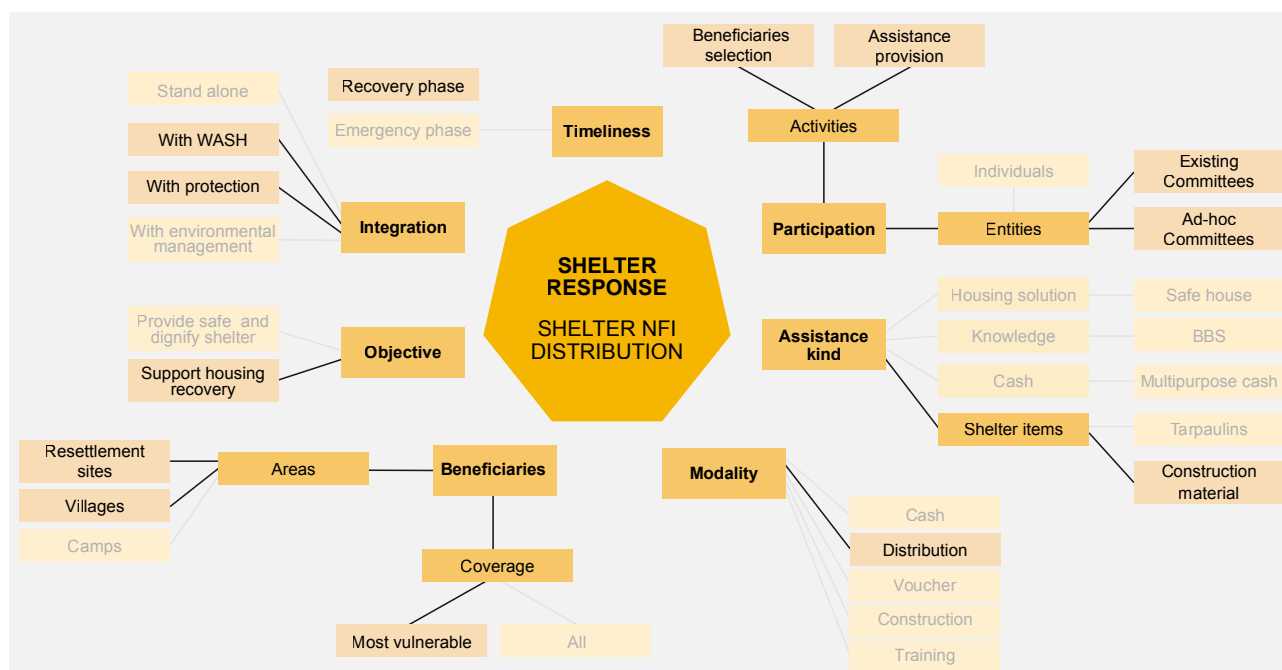 Beneficiaries
selection
Assistance
provision
Stand alone
Recovery phase
Emergency phase
Timeliness
Activities
With WASH
With protection
With environmental
management
Integration
Individuals
Existing
Committees
Participation
Entities
Ad-hoc
Committees
SHELTER
RESPONSE
SHELTER NFI
DISTRIBUTION
Provide safe and
dignify shelter
Support housing
recovery
Objective
Assistance
kind
Housing solution
Safe house
Knowledge
BBS
Cash
Multipurpose cash
Shelter items
Tarpaulins
Construction
material
Resettlement
sites
Villages
Camps
Areas
Beneficiaries
Coverage
Most vulnerable
All
Modality
Cash
Distribution
Voucher
Construction
Training